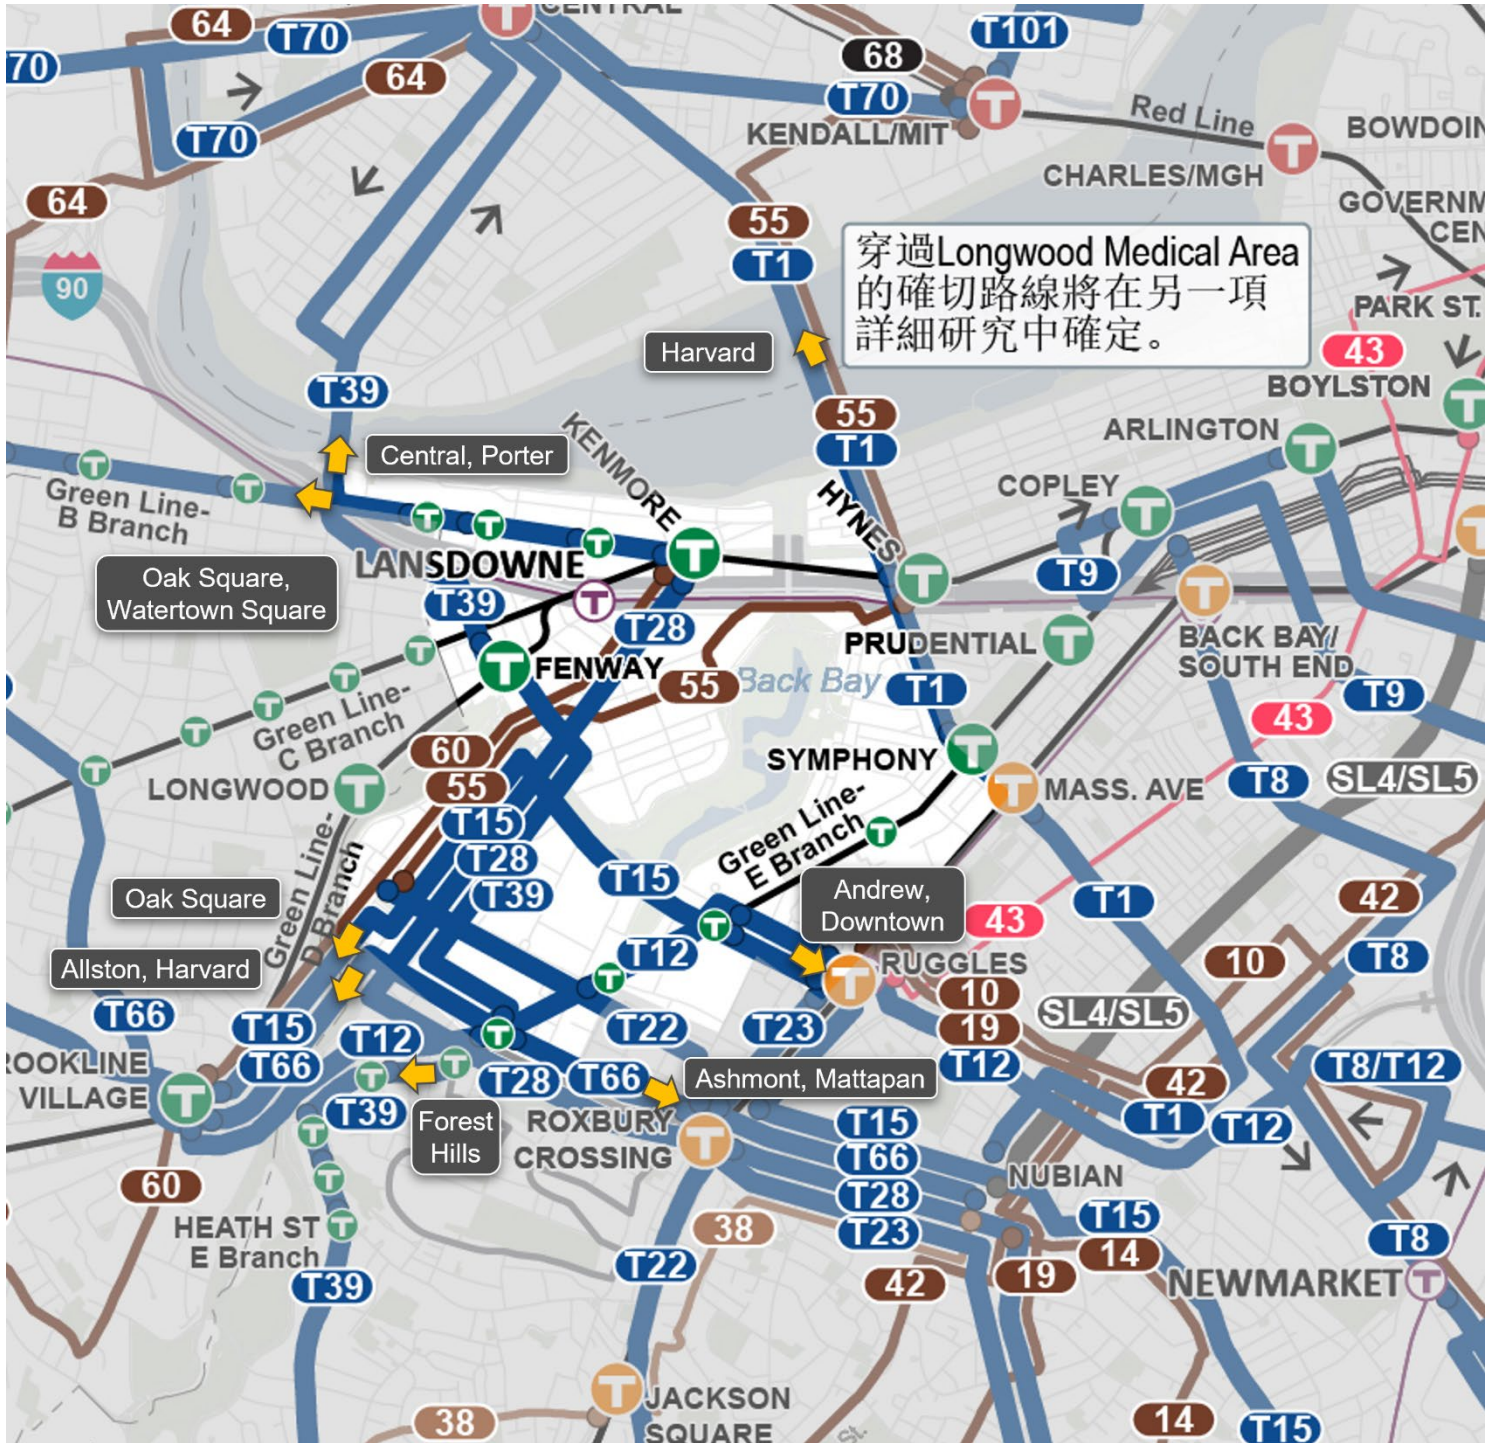 CENTRAL
64
T70
T101
68
70
64
T70
T70
KENDALL/MIT
Red Line
BOWDOIN
CHARLES/MGH
64
GOVERNM
CEN
55
T1
穿過Longwood Medical Area
的確切路線將在另一項
詳細研究中確定。
90
PARK ST.
43
Harvard
BOYLSTON
T39
55
T1
ARLINGTON
KENMORE
Central, Porter
HYNES
COPLEY
Green Line-
B Branch
LANSDOWNE
T9
Oak Square,
Watertown Square
T39
T28
PRUDENTIAL
BACK BAY/
SOUTH END
FENWAY
55
Back Bay
T1
T9
Green Line-
C Branch
43
60
SYMPHONY
LONGWOOD
55
MASS. AVE
T8
SL4/SL5
T15
Green Line-
E Branch
T28
Green Line-
D Branch
T39
T15
Andrew,
Downtown
Oak Square
T1
42
43
T12
Allston, Harvard
RUGGLES
10
T8
10
SL4/SL5
T66
T15
T22
T23
19
T12
T66
T12
ROOKLINE
VILLAGE
T28
T66
Ashmont, Mattapan
T8/T12
42
T39
Forest
Hills
ROXBURY
CROSSING
T15
T1
T12
T66
NUBIAN
60
T28
HEATH ST
E Branch
38
T23
T15
T8
14
T22
T39
42
19
NEWMARKET
JACKSON
SQUARE
38
14
T15
St.